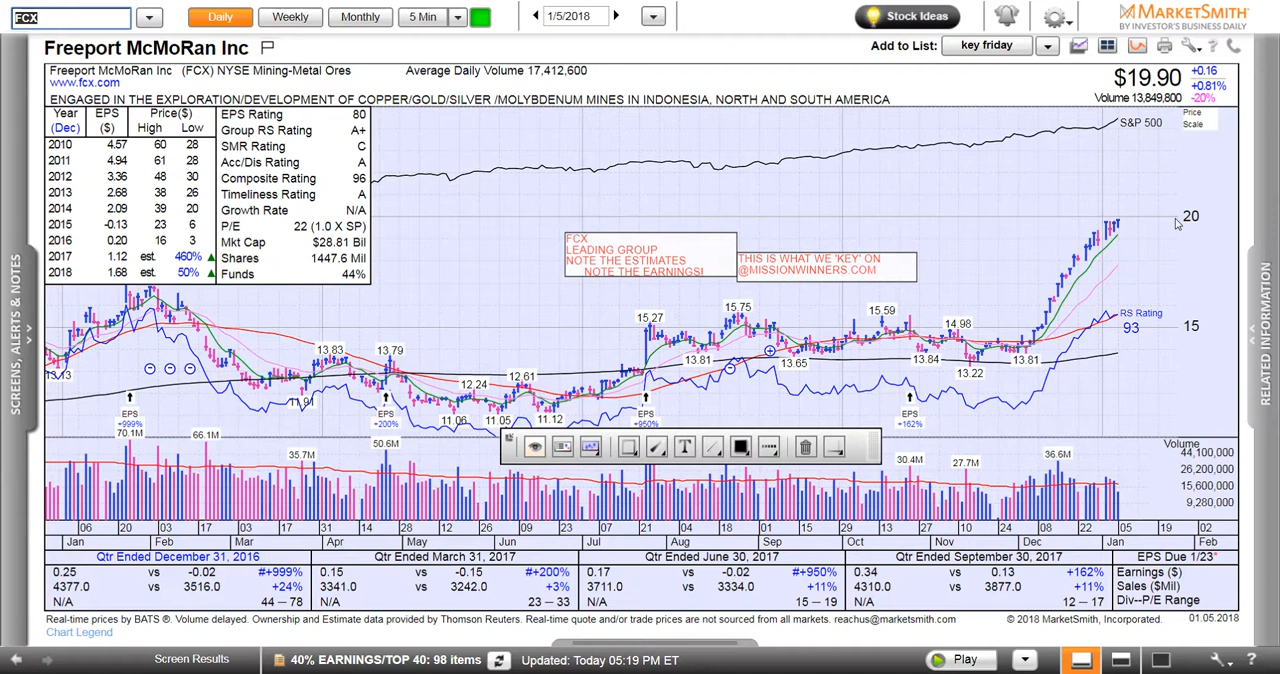 FCX
Daily
Weekly
Monthly
5 Min
1/5/2018
Stock Ideas
MARKETSMITH
BY INVESTOR'S BUSINESS DAILY
Freeport McMoRan Inc
Add to List:
key friday
Freeport McMoRan Inc (FCX) NYSE Mining-Metal Ores
Average Daily Volume 17,412,600
$19.90
+0.16
+0.81%
www.fcx.com
Volume 13,849,800
-20%
ENGAGED IN THE EXPLORATION/DEVELOPMENT OF COPPER/GOLD/SILVER /MOLYBDENUM MINES IN INDONESIA, NORTH AND SOUTH AMERICA
Year EPS Price($)
(Dec) ($) High Low
2010 4.57 60 28
2011 4.94 61 28
2012 3.36 48 30
2013 2.68 38 26
2014 2.09 39 20
2015 -0.13 23 6
2016 0.20 16 3
2017 1.12 est. 460%
2018 1.68 est. 50%
EPS Rating 80
Group RS Rating A+
SMR Rating C
Acc/Dis Rating A
Composite Rating 96
Timeliness Rating A
Growth Rate N/A
P/E 22 (1.0 X SP)
Mkt Cap $28.81 Bil
Shares 1447.6 Mil
Funds 44%
S&P 500
Price
Scale
20
15
FCX
LEADING GROUP
NOTE THE ESTIMATES
NOTE THE EARNINGS!
THIS IS WHAT WE 'KEY' ON
@MISSIONWINNERS.COM
RS Rating
93
13.13
11.91
13.83
13.79
11.06
12.24
11.05
12.61
11.12
15.27
13.81
15.75
13.65
15.59
13.84
14.98
13.22
13.81
EPS
+999%
EPS
+200%
EPS
+950%
EPS
+162%
70.1M
66.1M
35.7M
50.6M
30.4M
27.7M
36.6M
Volume
44,100,000
26,200,000
15,600,000
9,280,000
06 20 03 17 03 17 31 14 28 12 26 09 23 07 21 04 18 01 15 29 13 27 10 24 08 22 05 19 02
Jan Feb Mar Apr May Jun Jul Aug Sep Oct Nov Dec Jan Feb
Qtr Ended December 31, 2016
0.25 vs -0.02 #+999%
4377.0 vs 3516.0 +24%
N/A 44 — 78
Qtr Ended March 31, 2017
0.15 vs -0.15 #+200%
3341.0 vs 3242.0 +3%
N/A 23 — 33
Qtr Ended June 30, 2017
0.17 vs -0.02 #+950%
3711.0 vs 3334.0 +11%
N/A 15 — 19
Qtr Ended September 30, 2017
0.34 vs 0.13 +162%
4310.0 vs 3877.0 +11%
N/A 12 — 17
EPS Due 1/23*
Earnings ($)
Sales ($Mil)
Div--P/E Range
Real-time prices by BATS ®. Volume delayed. Ownership and Estimate data provided by Thomson Reuters. Real-time quote and/or trade prices are not sourced from all markets. reachus@marketsmith.com
© 2018 MarketSmith, Incorporated.
01.05.2018
Chart Legend
SCREENS, ALERTS & NOTES
RELATED INFORMATION
Screen Results
40% EARNINGS/TOP 40: 98 items
Updated: Today 05:19 PM ET
Play